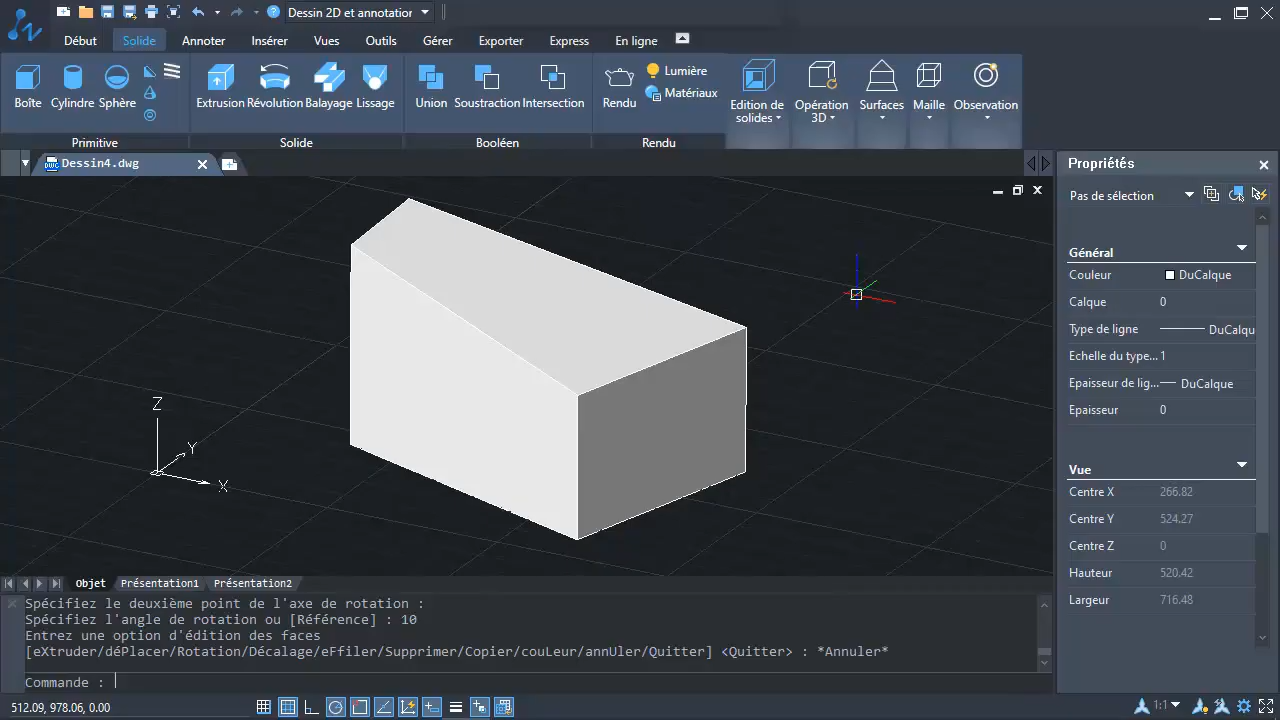 Dessin 2D et annotation
Début Solide Annoter Insérer Vues Outils Gérer Exporter Express En ligne
Boîte Cylindre Sphère
Extrusion Révolution Balayage Lissage
Union Soustraction Intersection
Rendu
Lumière
Matériaux
Edition de solides
Opération 3D
Surfaces
Maille
Observation
Primitive Solide Booléen Rendu
Dessin4.dwg
Propriétés
Pas de sélection
Général
Couleur DuCalque
Calque 0
Type de ligne DuCalqu
Echelle du type... 1
Epaisseur de lig... DuCalque
Epaisseur 0
Vue
Centre X 266.82
Centre Y 524.27
Centre Z 0
Hauteur 520.42
Largeur 716.48
Z
Y
X
Objet Présentation1 Présentation2
Spécifiez le deuxième point de l'axe de rotation :
Spécifiez l'angle de rotation ou [Référence] : 10
Entrez une option d'édition des faces
[eXtruder/déPlacer/Rotation/Décalage/eFfiler/Supprimer/Copier/couLeur/annUler/Quitter] <Quitter> : *Annuler*
Commande :
512.09, 978.06, 0.00
1:1